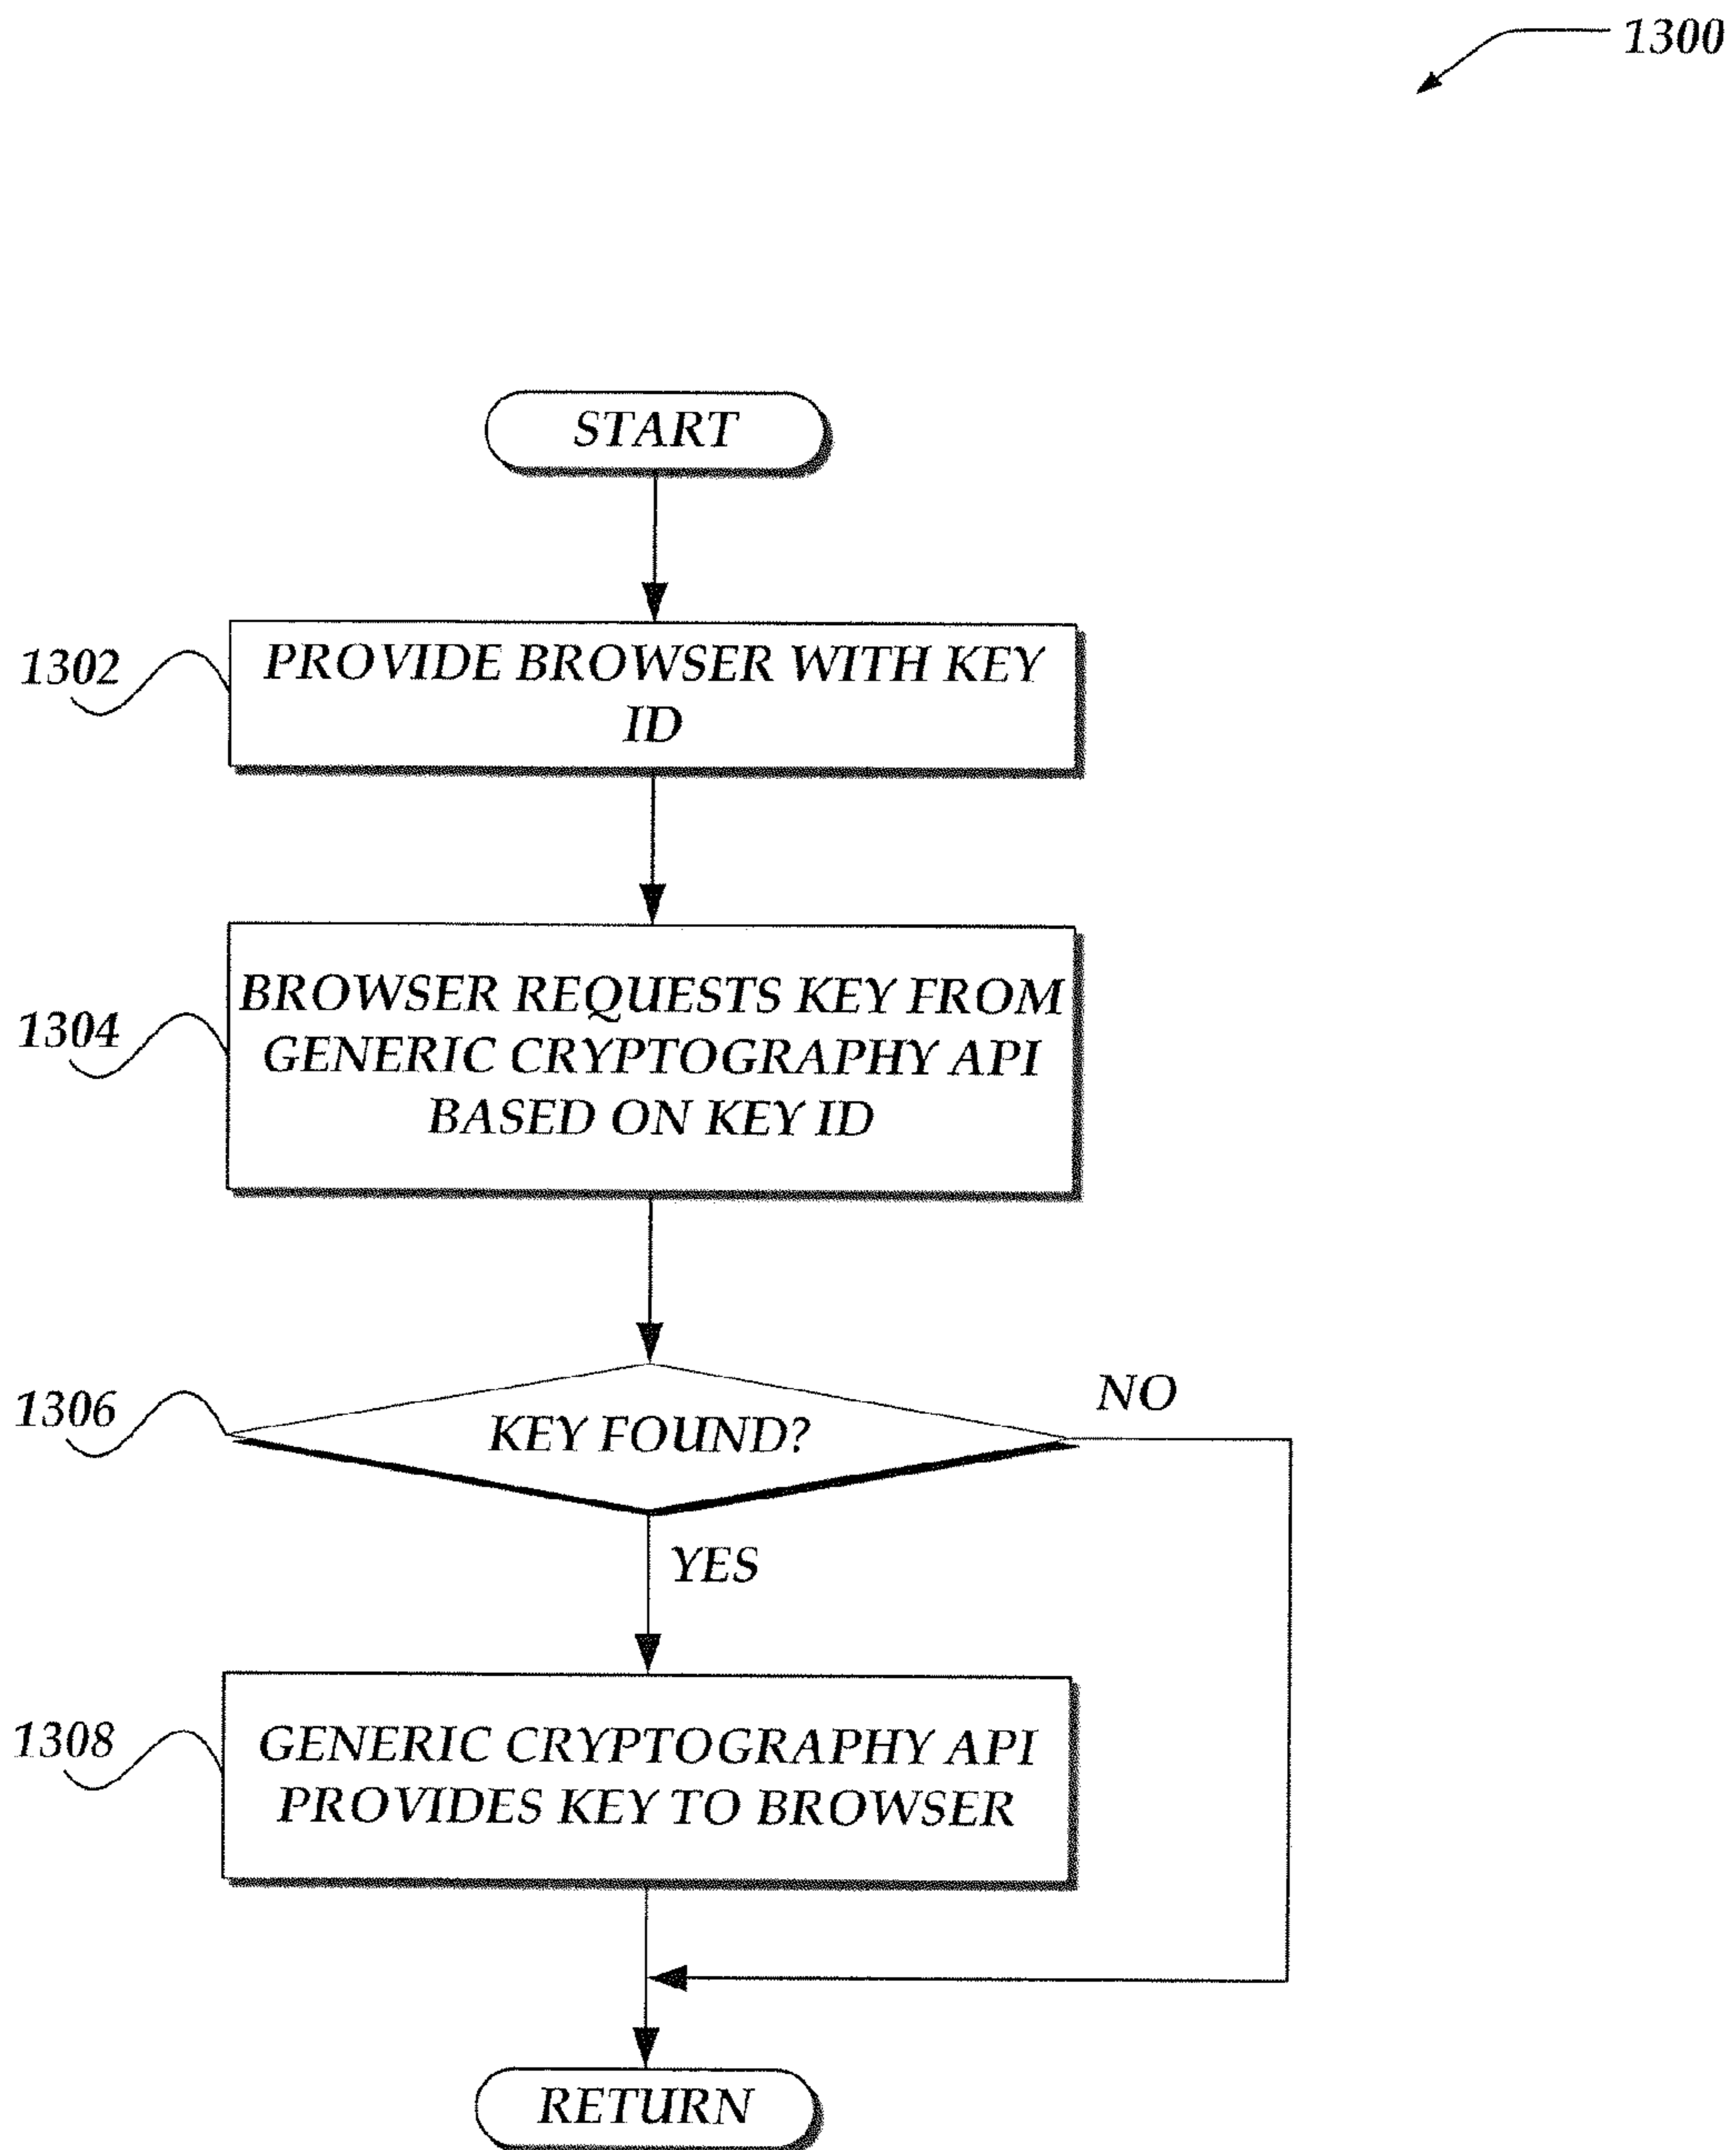 1300
START
1302
PROVIDE BROWSER WITH KEY
ID
1304
BROWSER REQUESTS KEY FROM
GENERIC CRYPTOGRAPHY API
BASED ON KEY ID
1306
KEY FOUND?
NO
YES
1308
GENERIC CRYPTOGRAPHY API
PROVIDES KEY TO BROWSER
RETURN